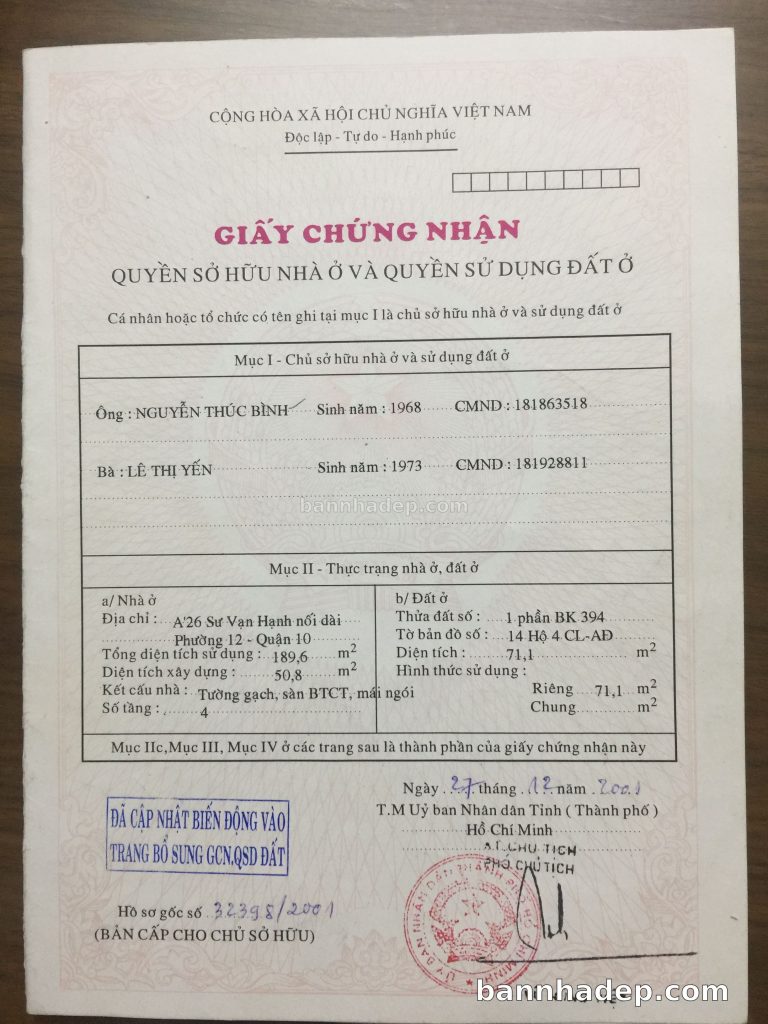 CỘNG HÒA XÃ HỘI CHỦ NGHĨA VIỆT NAM
Độc lập - Tự do - Hạnh phúc
GIẤY CHỨNG NHẬN
QUYỀN SỞ HỮU NHÀ Ở VÀ QUYỀN SỬ DỤNG ĐẤT Ở
Cá nhân hoặc tổ chức có tên ghi tại mục I là chủ sở hữu nhà ở và sử dụng đất ở
Mục I - Chủ sở hữu nhà ở và sử dụng đất ở
Ông : NGUYỄN THÚC BÌNH Sinh năm : 1968 CMND : 181863518
Bà : LÊ THỊ YẾN Sinh năm : 1973 CMND : 181928811
bannhadep.com
Mục II - Thực trạng nhà ở, đất ở
a/ Nhà ở
Địa chỉ : A'26 Sư Vạn Hạnh nối dài
Phường 12 - Quận 10
Tổng diện tích sử dụng : 189,6 m2
Diện tích xây dựng : 50,8 m2
Kết cấu nhà : Tường gạch, sàn BTCT, mái ngói
Số tầng : 4
b/ Đất ở
Thửa đất số : 1 phần BK 394
Tờ bản đồ số : 14 Hộ 4 CL-AĐ
Diện tích : 71,1 m2
Hình thức sử dụng :
Riêng 71,1 m2
Chung m2
Mục IIc,Mục III, Mục IV ở các trang sau là thành phần của giấy chứng nhận này
Ngày 27 tháng 12 năm 2001
T.M Uỷ ban Nhân dân Tỉnh ( Thành phố )
Hồ Chí Minh
CHỦ TỊCH
PHÓ CHỦ TỊCH
ĐÃ CẬP NHẬT BIẾN ĐỘNG VÀO
TRANG BỔ SUNG GCN,QSD ĐẤT
Hồ sơ gốc số 32398/2001
(BẢN CẤP CHO CHỦ SỞ HỮU)
ỦY BAN NHÂN DÂN THÀNH PHỐ HỒ CHÍ MINH
bannhadep.com